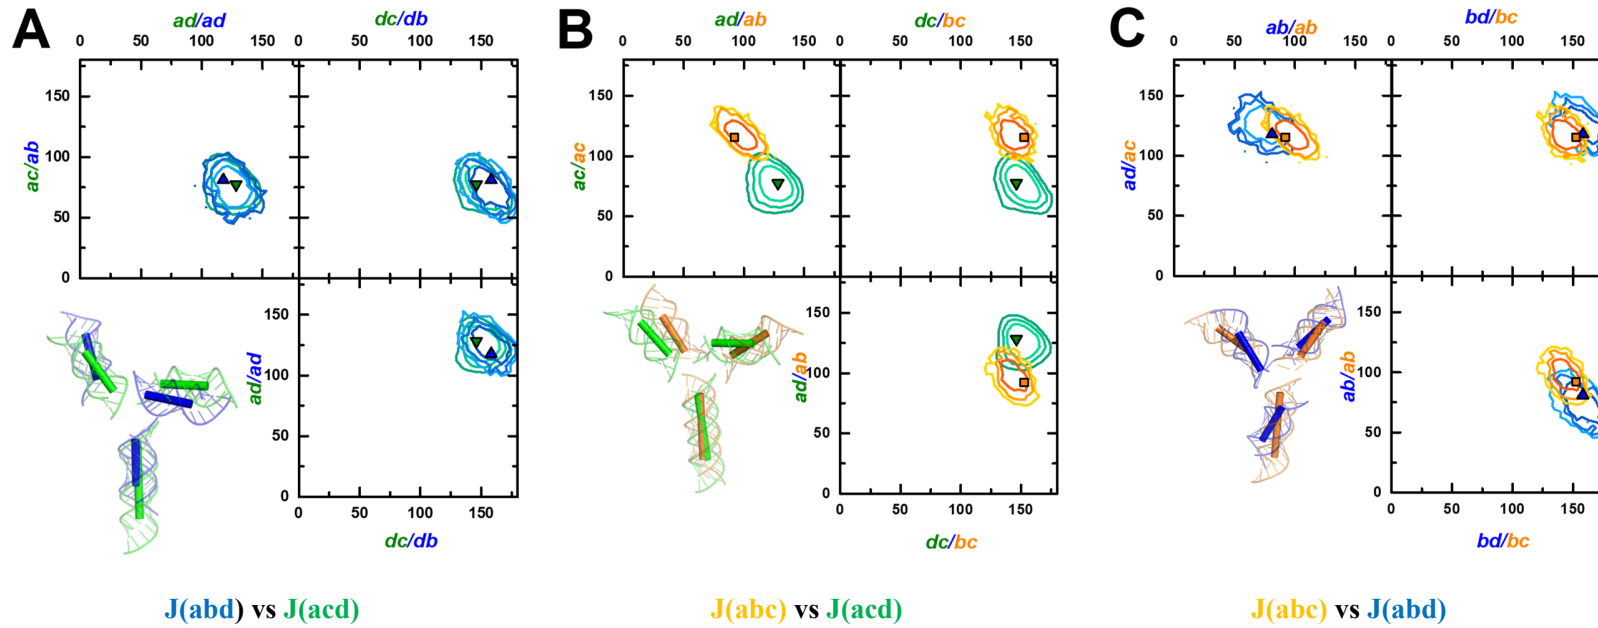 A
ad/ad
dc/db
0 50 100 150
0 50 100 150
ac/ab
150
100
50
0
ad/ad
150
100
50
0
0 50 100 150
dc/db
J(abd) vs J(acd)
B
ad/ab
dc/bc
0 50 100 150
0 50 100 150
ac/ac
150
100
50
0
ad/ab
150
100
50
0
0 50 100 150
dc/bc
J(abc) vs J(acd)
C
ab/ab
bd/bc
0 50 100 150
0 50 100 150
ad/ac
150
100
50
0
ab/ab
150
100
50
0
0 50 100 150
bd/bc
J(abc) vs J(abd)